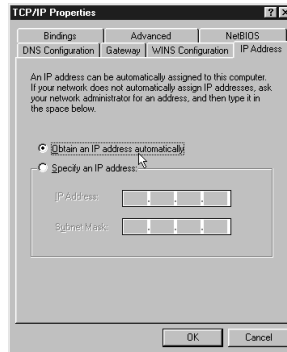 TCP/IP Properties
Bindings Advanced NetBIOS
DNS Configuration Gateway WINS Configuration IP Address
An IP address can be automatically assigned to this computer.
If your network does not automatically assign IP addresses, ask
your network administrator for an address, and then type it in
the space below.
Obtain an IP address automatically
Specify an IP address:
IP Address:
Subnet Mask:
OK Cancel